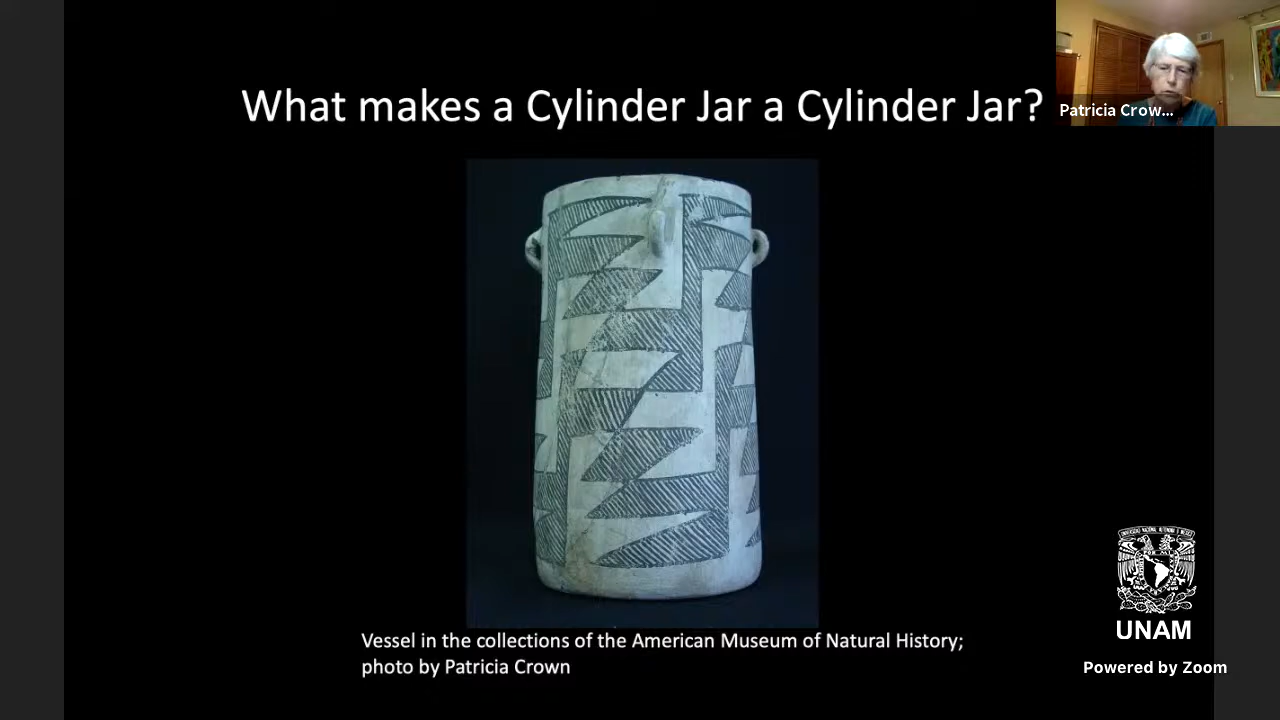 What makes a Cylinder Jar a Cylinder Jar?
Patricia Crow...
Vessel in the collections of the American Museum of Natural History;
photo by Patricia Crown
UNAM
Powered by Zoom